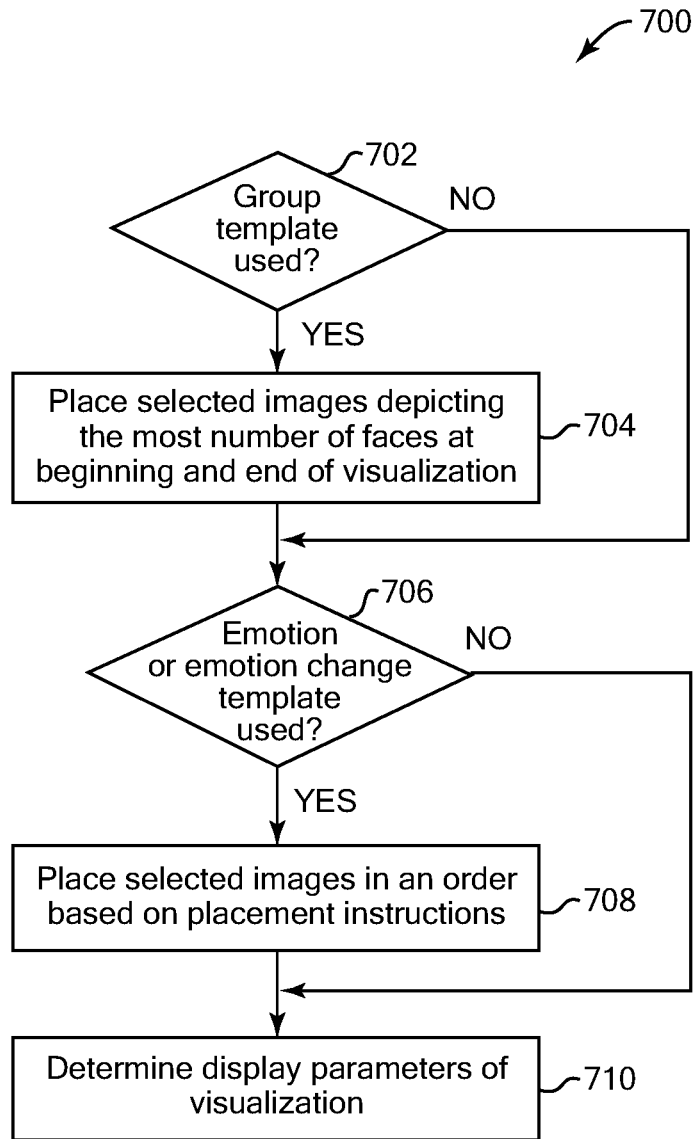 700
702
Group
template
used?
NO
YES
Place selected images depicting
the most number of faces at
beginning and end of visualization
704
706
Emotion
or emotion change
template
used?
NO
YES
Place selected images in an order
based on placement instructions
708
Determine display parameters of
visualization
710